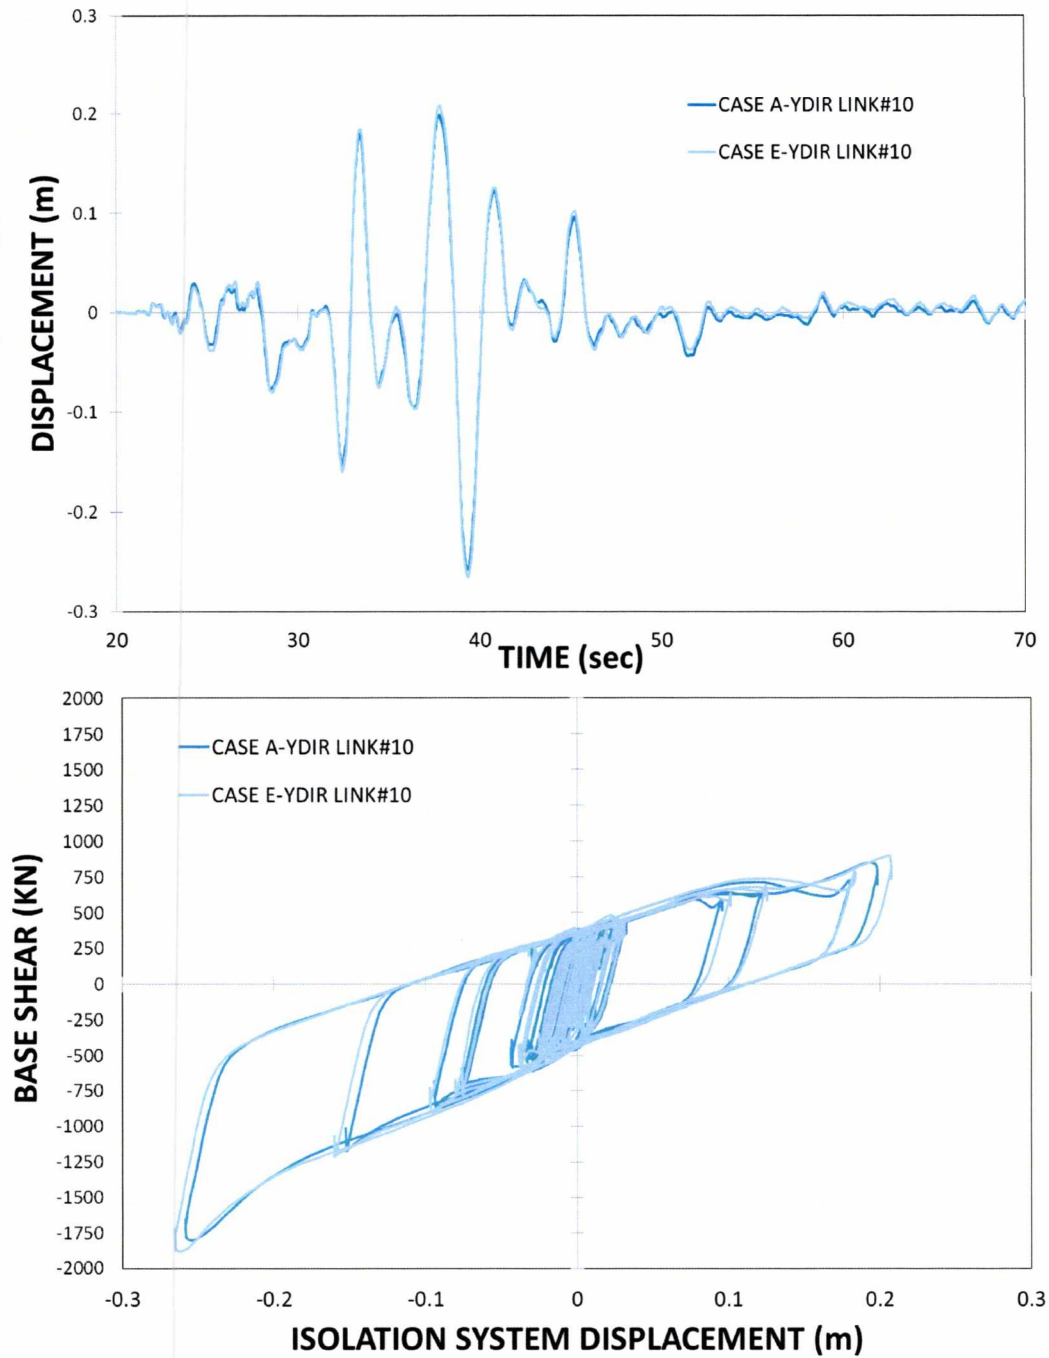 0.3
CASE A-YDIR LINK#10
0.2
CASE E-YDIR LINK#10
0.1
DISPLACEMENT (m)
0
-0.1
-0.2
-0.3
20 30 40 50 60 70
TIME (sec)
2000
1750
CASE A-YDIR LINK#10
1500
CASE E-YDIR LINK#10
1250
1000
750
500
250
BASE SHEAR (KN)
0
-250
-500
-750
-1000
-1250
-1500
-1750
-2000
-0.3 -0.2 -0.1 0 0.1 0.2 0.3
ISOLATION SYSTEM DISPLACEMENT (m)